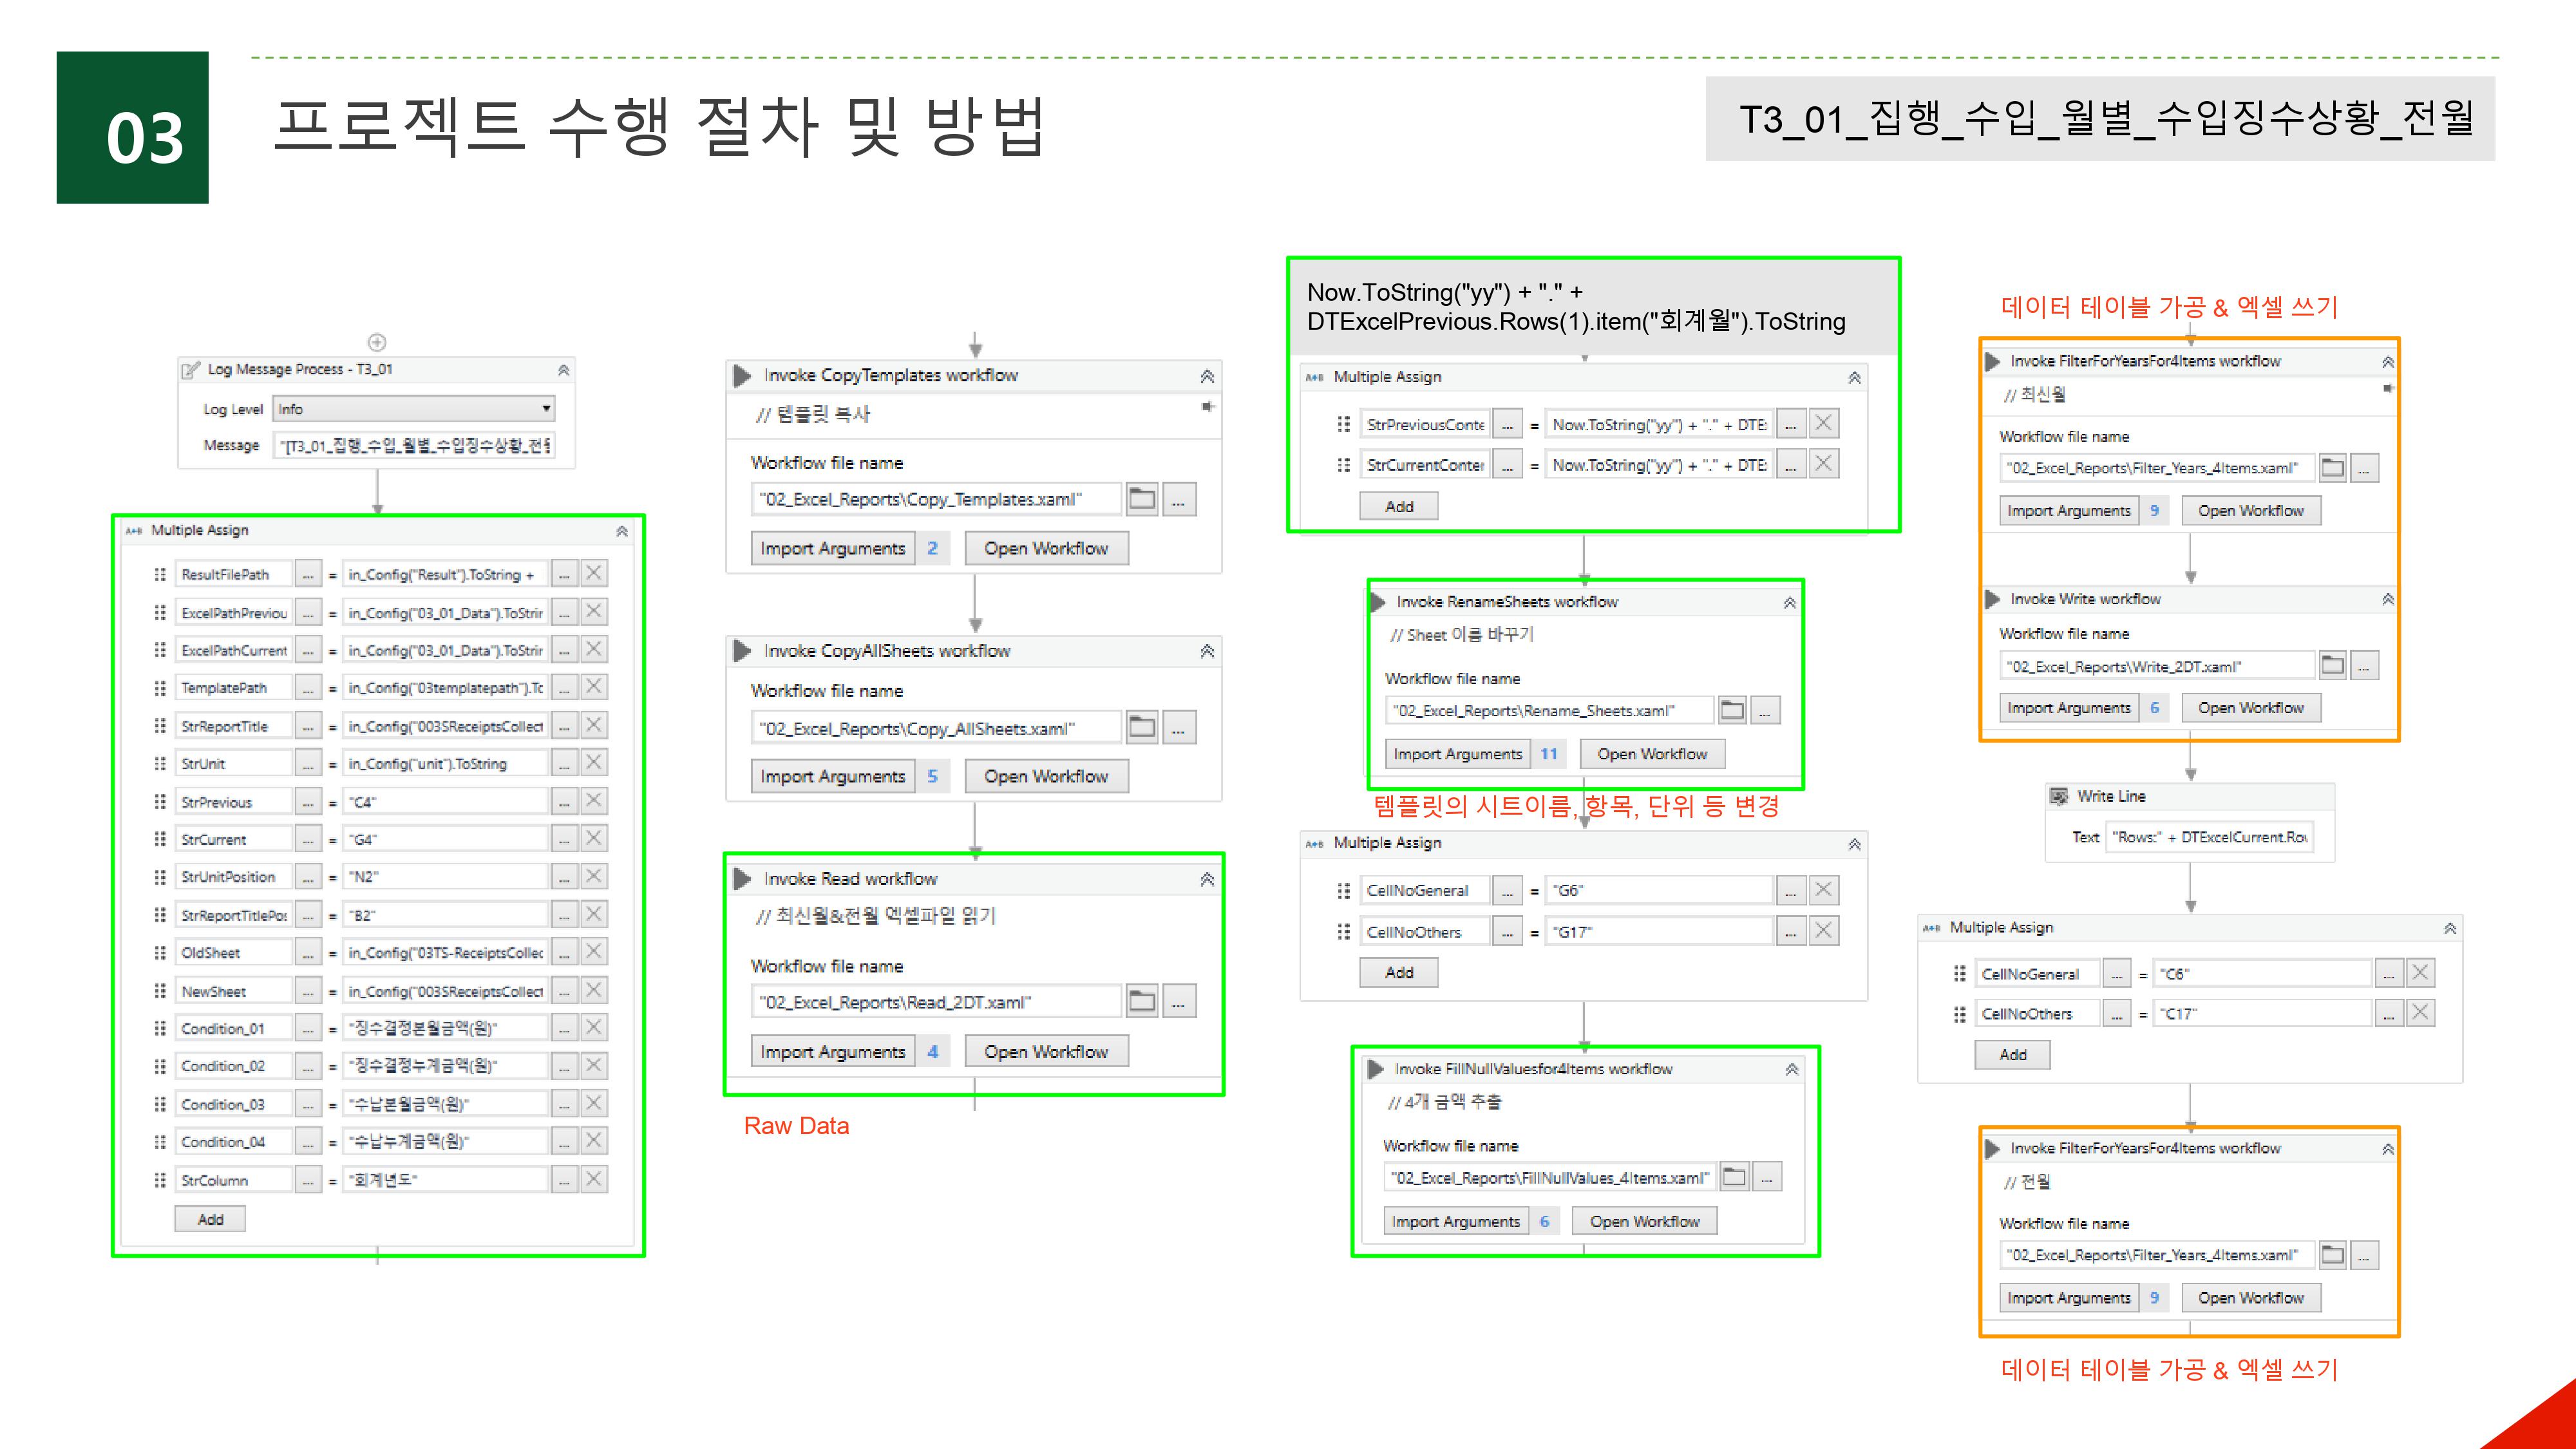 03
프로젝트 수행 절차 및 방법
T3_01_집행_수입_월별_수입징수상황_전월
Log Message Process - T3_01
Log Level Info
Message "[T3_01_집행_수입_월별_수입징수상황_전월
A+B Multiple Assign
ResultFilePath ... = in_Config("Result").ToString + ...
ExcelPathPreviou ... = in_Config("03_01_Data").ToStrir ...
ExcelPathCurrent ... = in_Config("03_01_Data").ToStrir ...
TemplatePath ... = in_Config("03templatepath").Tc ...
StrReportTitle ... = in_Config("003SReceiptsCollect ...
StrUnit ... = in_Config("unit").ToString ...
StrPrevious ... = "C4" ...
StrCurrent ... = "G4" ...
StrUnitPosition ... = "N2" ...
StrReportTitlePos ... = "B2" ...
OldSheet ... = in_Config("03TS-ReceiptsCollec ...
NewSheet ... = in_Config("003SReceiptsCollect ...
Condition_01 ... = "징수결정본월금액(원)" ...
Condition_02 ... = "징수결정누계금액(원)" ...
Condition_03 ... = "수납본월금액(원)" ...
Condition_04 ... = "수납누계금액(원)" ...
StrColumn ... = "회계년도" ...
Add
Invoke CopyTemplates workflow
// 템플릿 복사
Workflow file name
"02_Excel_Reports\Copy_Templates.xaml" ...
Import Arguments 2 Open Workflow
Invoke CopyAllSheets workflow
Workflow file name
"02_Excel_Reports\Copy_AllSheets.xaml" ...
Import Arguments 5 Open Workflow
Invoke Read workflow
// 최신월&전월 엑셀파일 읽기
Workflow file name
"02_Excel_Reports\Read_2DT.xaml" ...
Import Arguments 4 Open Workflow
Raw Data
Now.ToString("yy") + "." +
DTExcelPrevious.Rows(1).item("회계월").ToString
A+B Multiple Assign
StrPreviousConte ... = Now.ToString("yy") + "." + DTE: ...
StrCurrentConter ... = Now.ToString("yy") + "." + DTE: ...
Add
Invoke RenameSheets workflow
// Sheet 이름 바꾸기
Workflow file name
"02_Excel_Reports\Rename_Sheets.xaml" ...
Import Arguments 11 Open Workflow
템플릿의 시트이름, 항목, 단위 등 변경
A+B Multiple Assign
CellNoGeneral ... = "G6" ...
CellNoOthers ... = "G17" ...
Add
Invoke FillNullValuesfor4Items workflow
// 4개 금액 추출
Workflow file name
"02_Excel_Reports\FillNullValues_4Items.xaml" ...
Import Arguments 6 Open Workflow
데이터 테이블 가공 & 엑셀 쓰기
Invoke FilterForYearsFor4Items workflow
// 최신월
Workflow file name
"02_Excel_Reports\Filter_Years_4Items.xaml" ...
Import Arguments 9 Open Workflow
Invoke Write workflow
Workflow file name
"02_Excel_Reports\Write_2DT.xaml" ...
Import Arguments 6 Open Workflow
Write Line
Text "Rows:" + DTExcelCurrent.Rov
A+B Multiple Assign
CellNoGeneral ... = "C6" ...
CellNoOthers ... = "C17" ...
Add
Invoke FilterForYearsFor4Items workflow
// 전월
Workflow file name
"02_Excel_Reports\Filter_Years_4Items.xaml" ...
Import Arguments 9 Open Workflow
데이터 테이블 가공 & 엑셀 쓰기